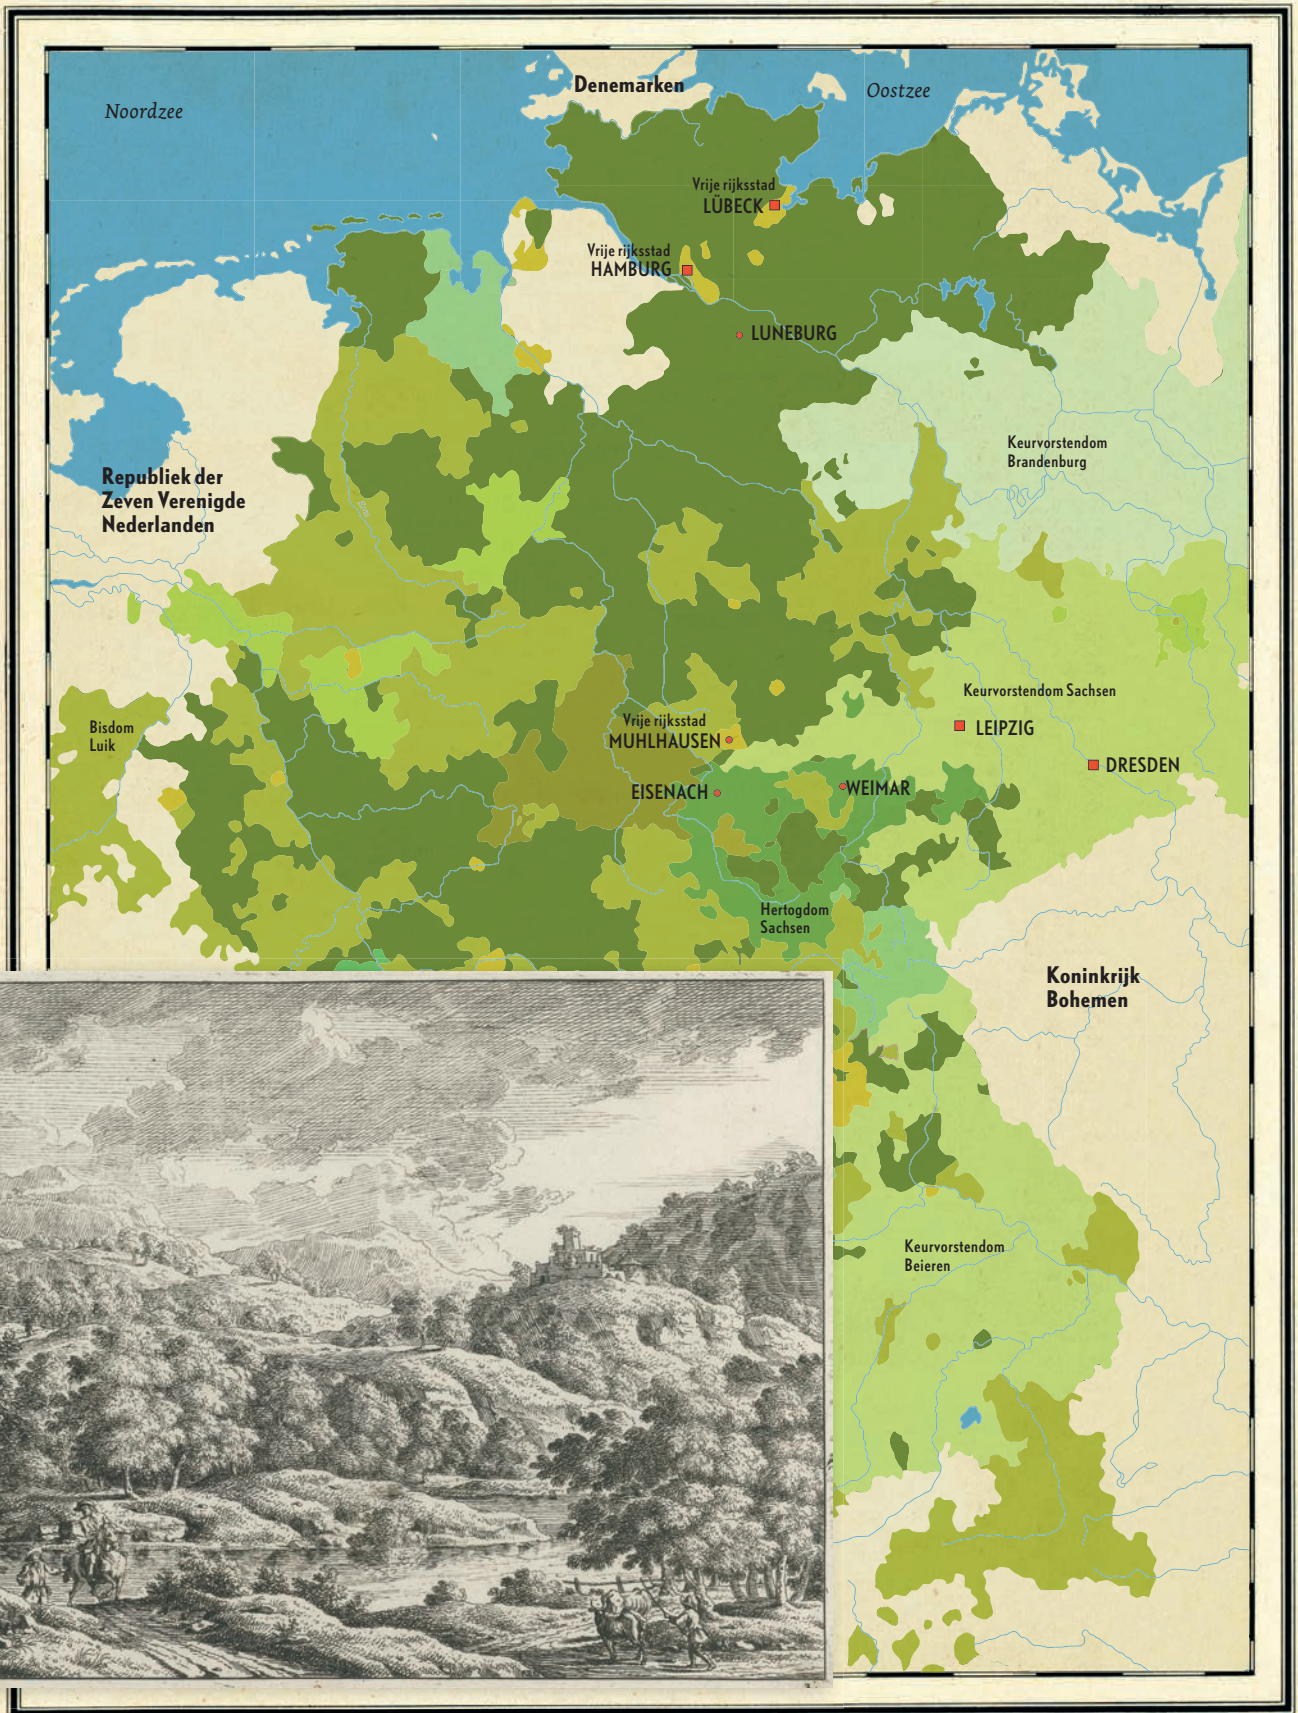 Denemarken
Noordzee
Oostzee
Vrije rijksstad
LÜBECK
Vrije rijksstad
HAMBURG
LUNEBURG
Keurvorstendom
Brandenburg
Republiek der
Zeven Verenigde
Nederlanden
Keurvorstendom Sachsen
Bisdom
Luik
Vrije rijksstad
MUHLHAUSEN
LEIPZIG
DRESDEN
EISENACH
WEIMAR
Hertogdom
Sachsen
Koninkrijk
Bohemen
Keurvorstendom
Beieren